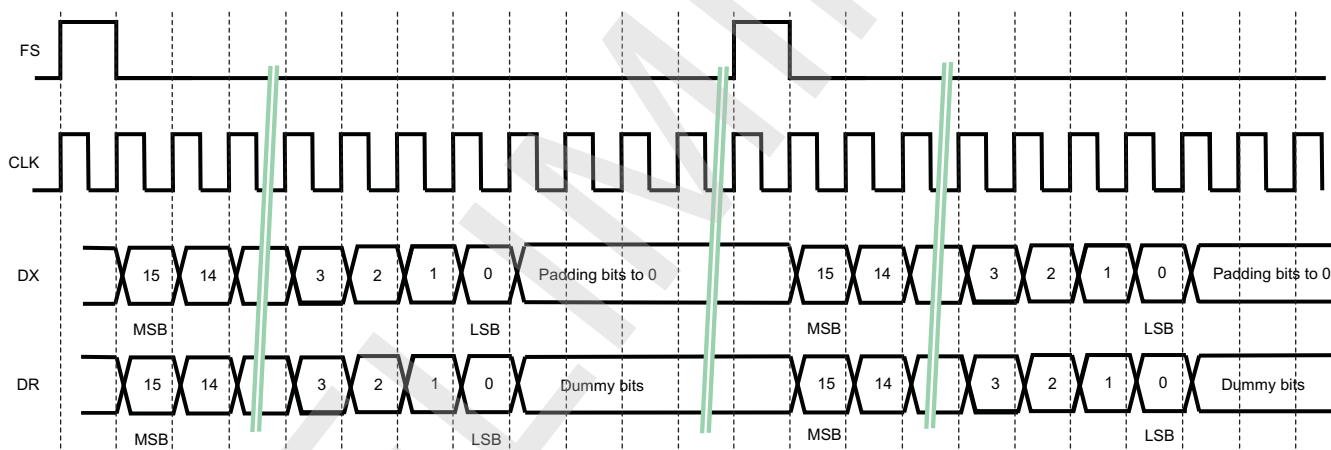 FS
CLK
DX 15 14 3 2 1 0 Padding bits to 0 15 14 3 2 1 0 Padding bits to 0
MSB LSB MSB LSB
DR 15 14 3 2 1 0 Dummy bits 15 14 3 2 1 0 Dummy bits
MSB LSB MSB LSB